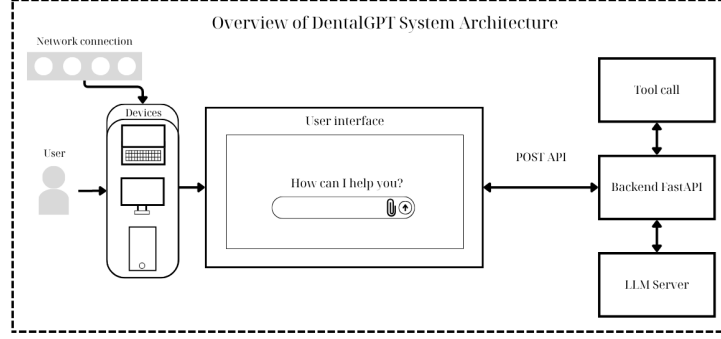 Overview of DentalGPT System Architecture
Network connection
Devices
User
User interface
How can I help you?
POST API
Tool call
Backend FastAPI
LLM Server